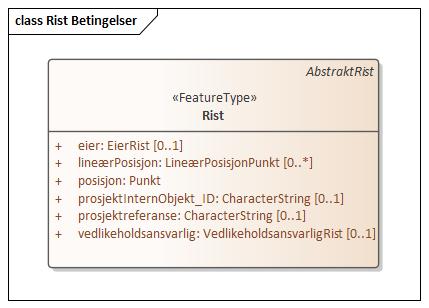 class Rist Betingelser
AbstraktRist
«FeatureType»
Rist
+ eier: EierRist [0..1]
+ lineærPosisjon: LineærPosisjonPunkt [0..*]
+ posisjon: Punkt
+ prosjektInternObjekt_ID: CharacterString [0..1]
+ prosjektreferanse: CharacterString [0..1]
+ vedlikeholdsansvarlig: VedlikeholdsansvarligRist [0..1]